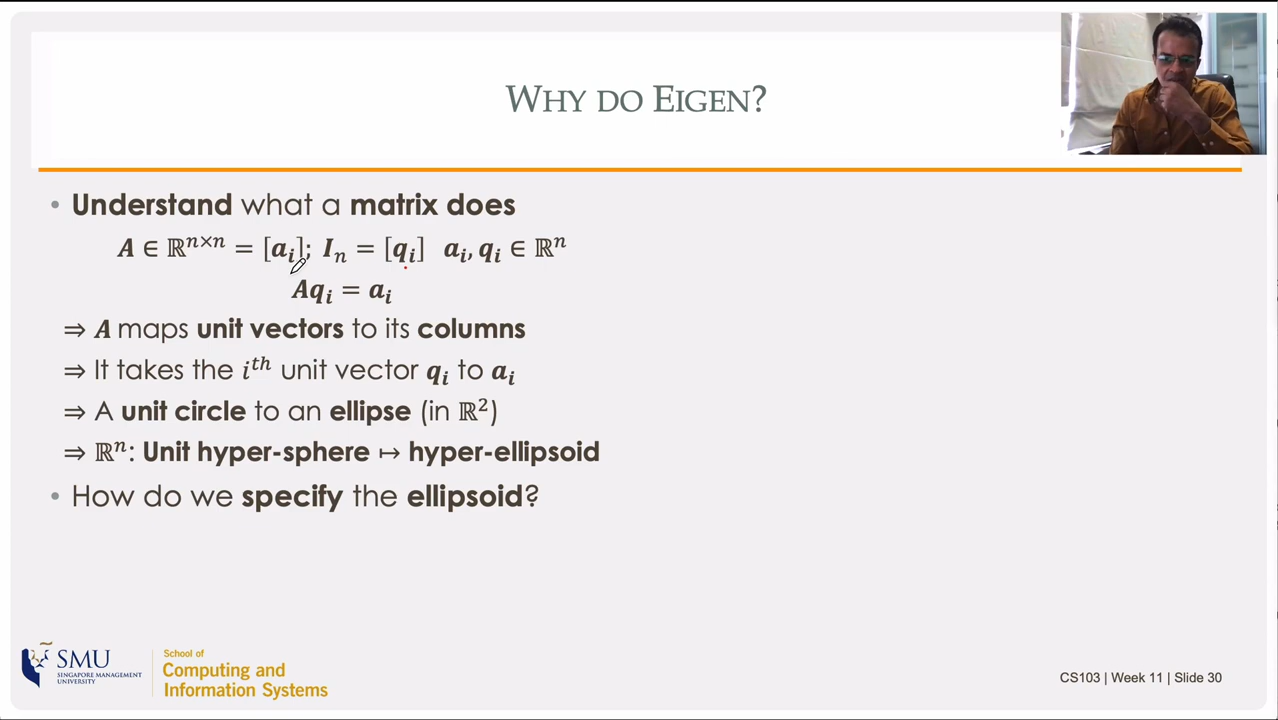 WHY DO EIGEN?
• Understand what a matrix does
A ∈ ℝⁿˣⁿ = [aᵢ]; Iₙ = [qᵢ]  aᵢ, qᵢ ∈ ℝⁿ
Aqᵢ = aᵢ
⇒ A maps unit vectors to its columns
⇒ It takes the iᵗʰ unit vector qᵢ to aᵢ
⇒ A unit circle to an ellipse (in ℝ²)
⇒ ℝⁿ: Unit hyper-sphere ↦ hyper-ellipsoid
• How do we specify the ellipsoid?
SMU
SINGAPORE MANAGEMENT
UNIVERSITY
School of
Computing and
Information Systems
CS103 | Week 11 | Slide 30